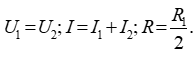 U₁=U₂; I=I₁+I₂; R=R₁/2.